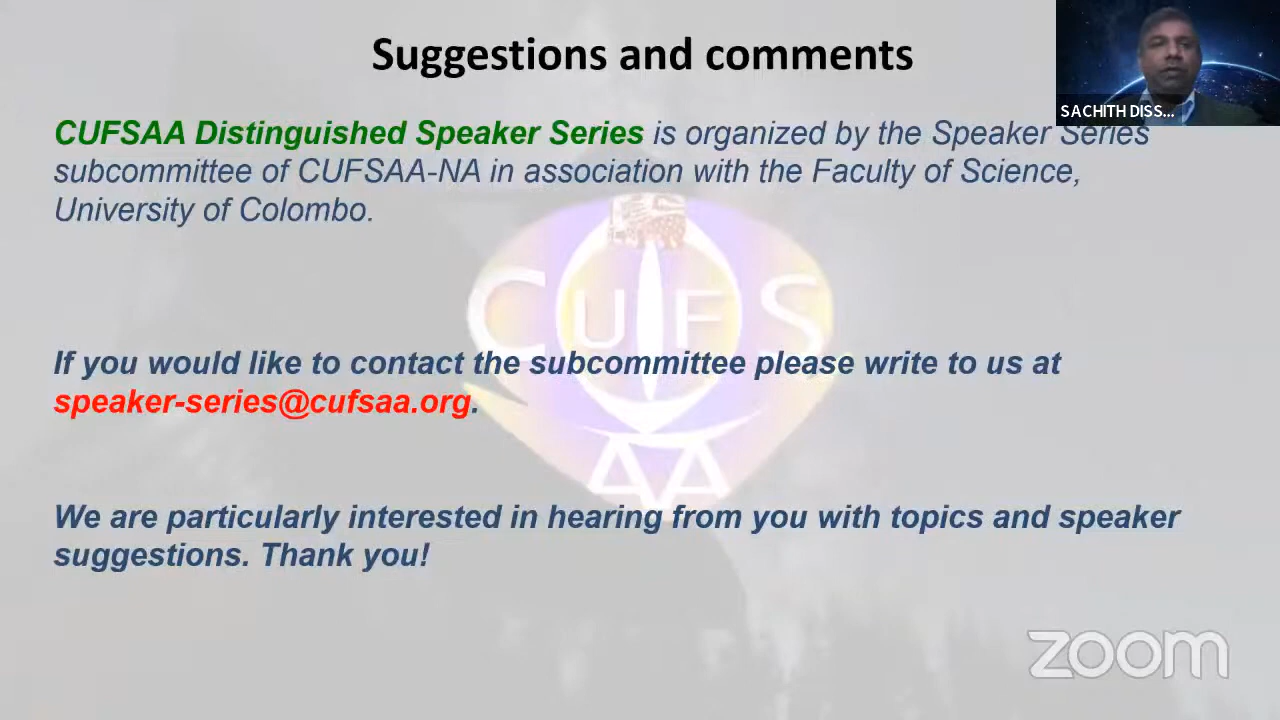 Suggestions and comments
SACHITH DISS...
CUFSAA Distinguished Speaker Series is organized by the Speaker Series
subcommittee of CUFSAA-NA in association with the Faculty of Science,
University of Colombo.
CUFS
AA
If you would like to contact the subcommittee please write to us at
speaker-series@cufsaa.org.
We are particularly interested in hearing from you with topics and speaker
suggestions. Thank you!
zoom